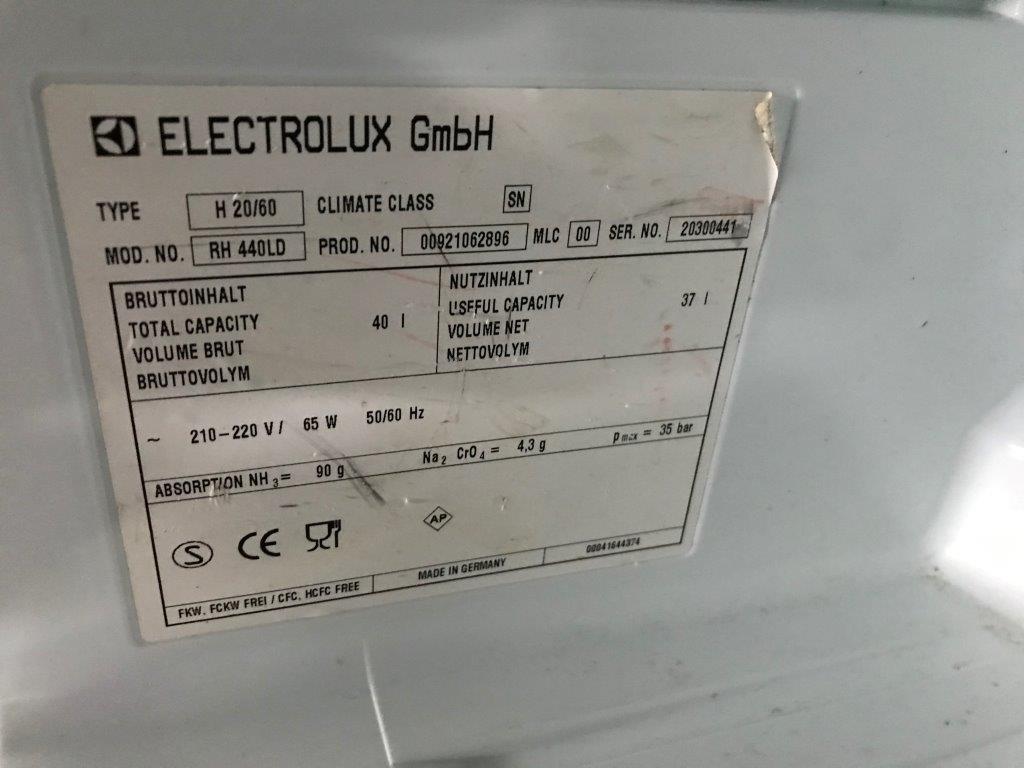 ELECTROLUX GmbH
TYPE H 20/60 CLIMATE CLASS SN
MOD. NO. RH 440LD PROD. NO. 00921062896 MLC 00 SER. NO. 20300441
BRUTTOINHALT
TOTAL CAPACITY 40 l
VOLUME BRUT
BRUTTOVOLYM
NUTZINHALT
USEFUL CAPACITY 37 l
VOLUME NET
NETTOVOLYM
~ 210-220 V/ 65 W 50/60 Hz
ABSORPTION NH3= 90 g Na2 CrO4= 4,3 g pmax = 35 bar
S CE AP
FKW, FCKW FREI / CFC, HCFC FREE MADE IN GERMANY 00041644374